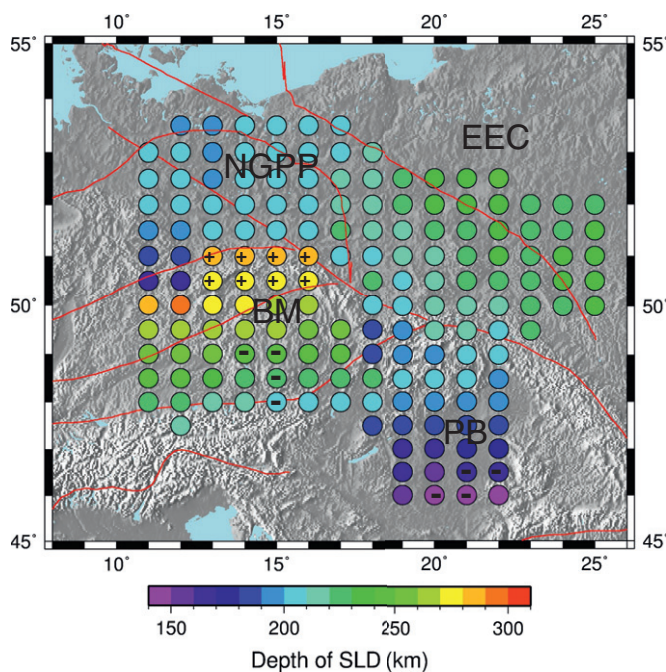 10° 15° 20° 25°
55° 55°
EEC
NGPP
+ + + +
+ + + +
50° 50°
BM
- -
-
-
PB
- -
- -
45° 45°
10° 15° 20° 25°
150 200 250 300
Depth of SLD (km)